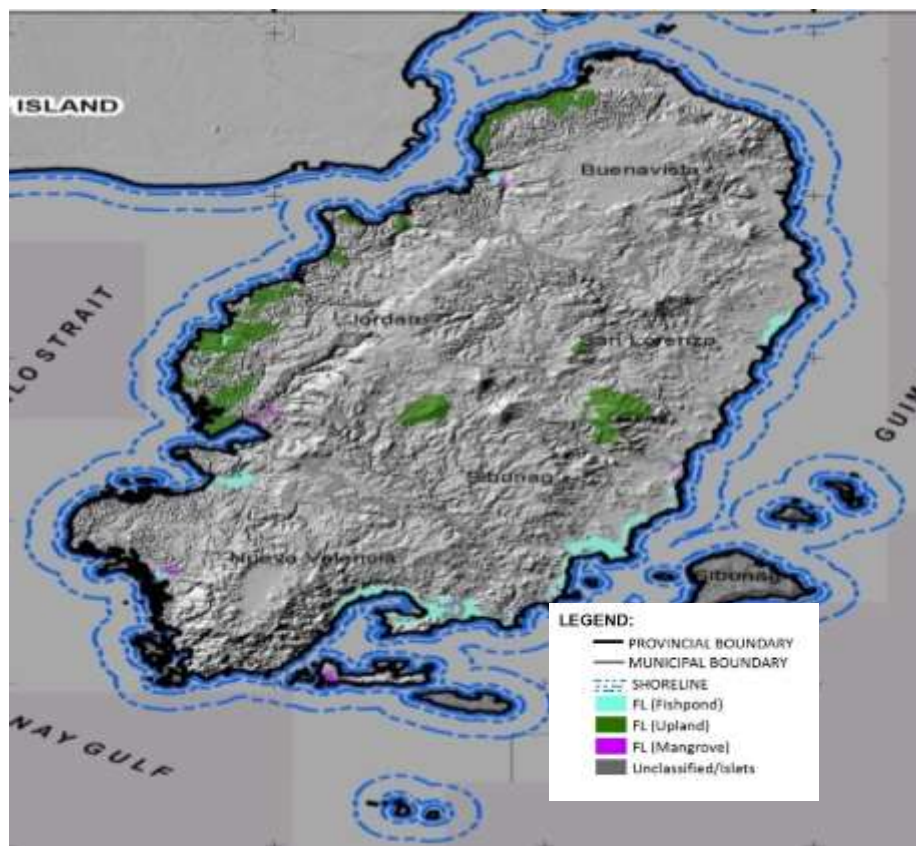 ISLAND
Buenavista
LO STRAIT
Jordan
San Lorenzo
GUIM
Sibunag
Nueva Valencia
Sibunag
NAY GULF
LEGEND:
PROVINCIAL BOUNDARY
MUNICIPAL BOUNDARY
SHORELINE
FL (Fishpond)
FL (Upland)
FL (Mangrove)
Unclassified/Islets